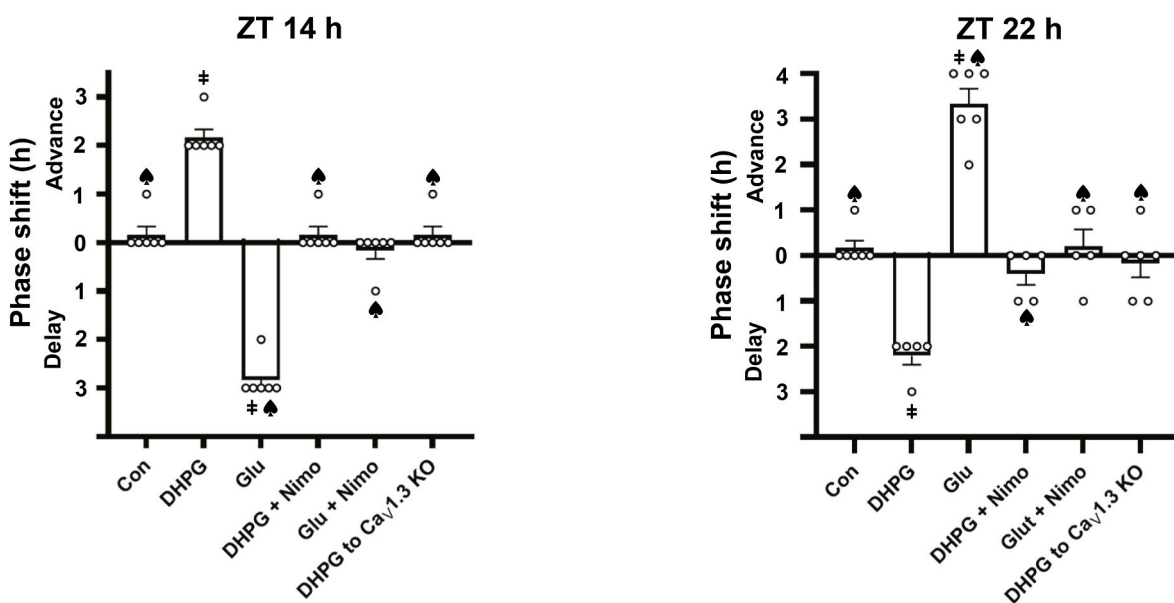 ZT 14 h
Phase shift (h)
Advance
Delay
3
2
1
0
1
2
3
ǂ
♠
♠
♠
♠
ǂ ♠
Con
DHPG
Glu
DHPG + Nimo
Glu + Nimo
DHPG to CaV1.3 KO
ZT 22 h
Phase shift (h)
Advance
Delay
4
3
2
1
0
1
2
3
ǂ ♠
♠
♠
♠
♠
ǂ
Con
DHPG
Glu
DHPG + Nimo
Glut + Nimo
DHPG to CaV1.3 KO